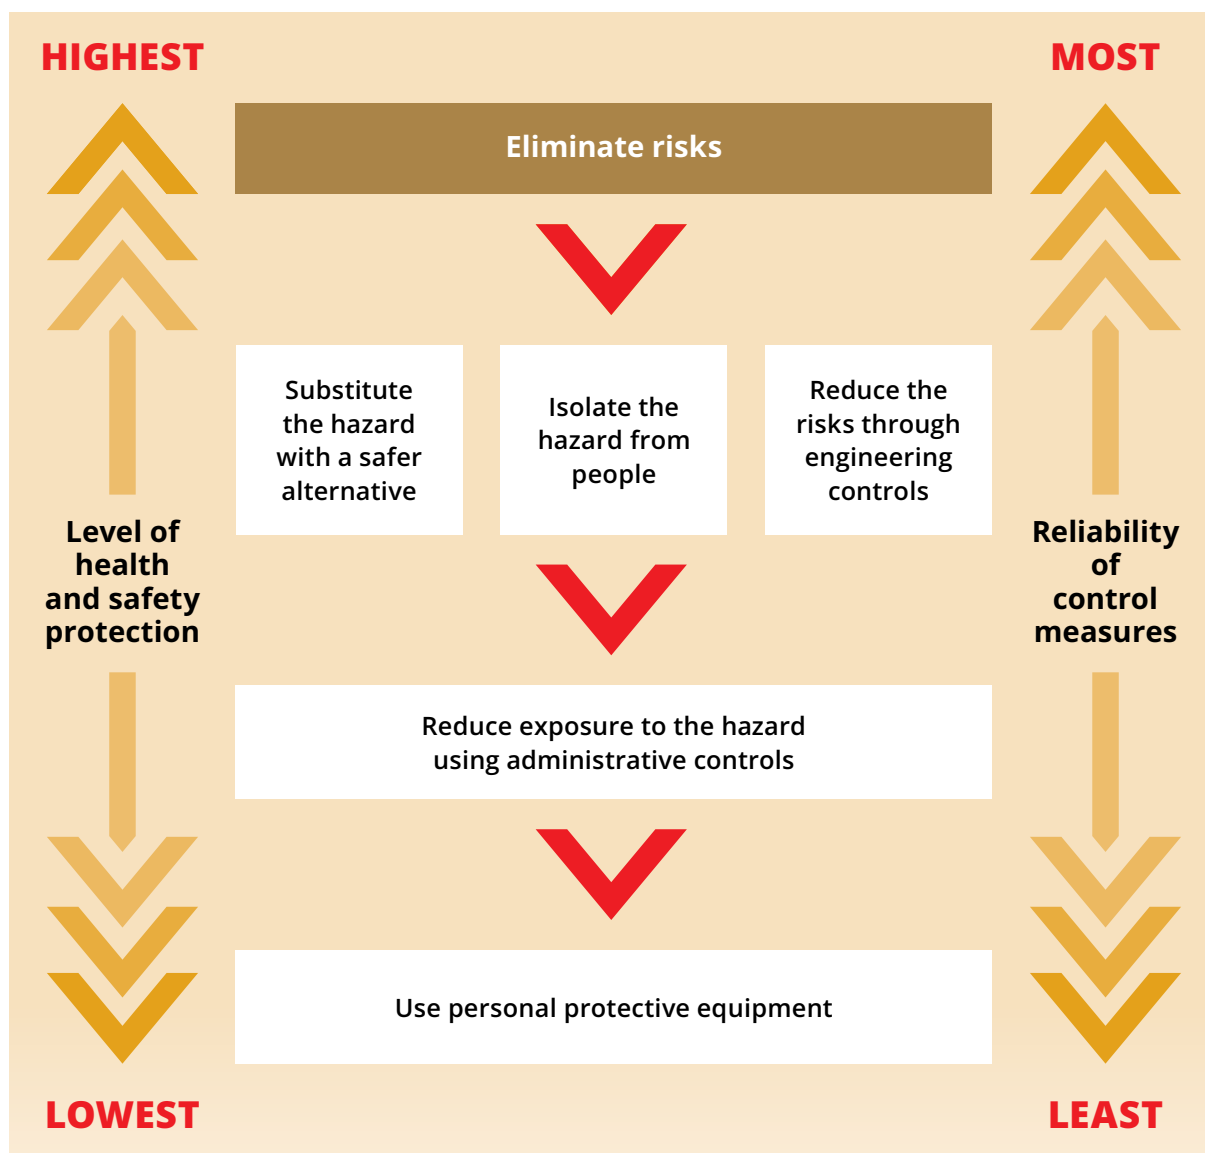 HIGHEST
MOST
Eliminate risks
Substitute
the hazard
with a safer
alternative
Isolate the
hazard from
people
Reduce the
risks through
engineering
controls
Level of
health
and safety
protection
Reliability
of
control
measures
Reduce exposure to the hazard
using administrative controls
Use personal protective equipment
LOWEST
LEAST